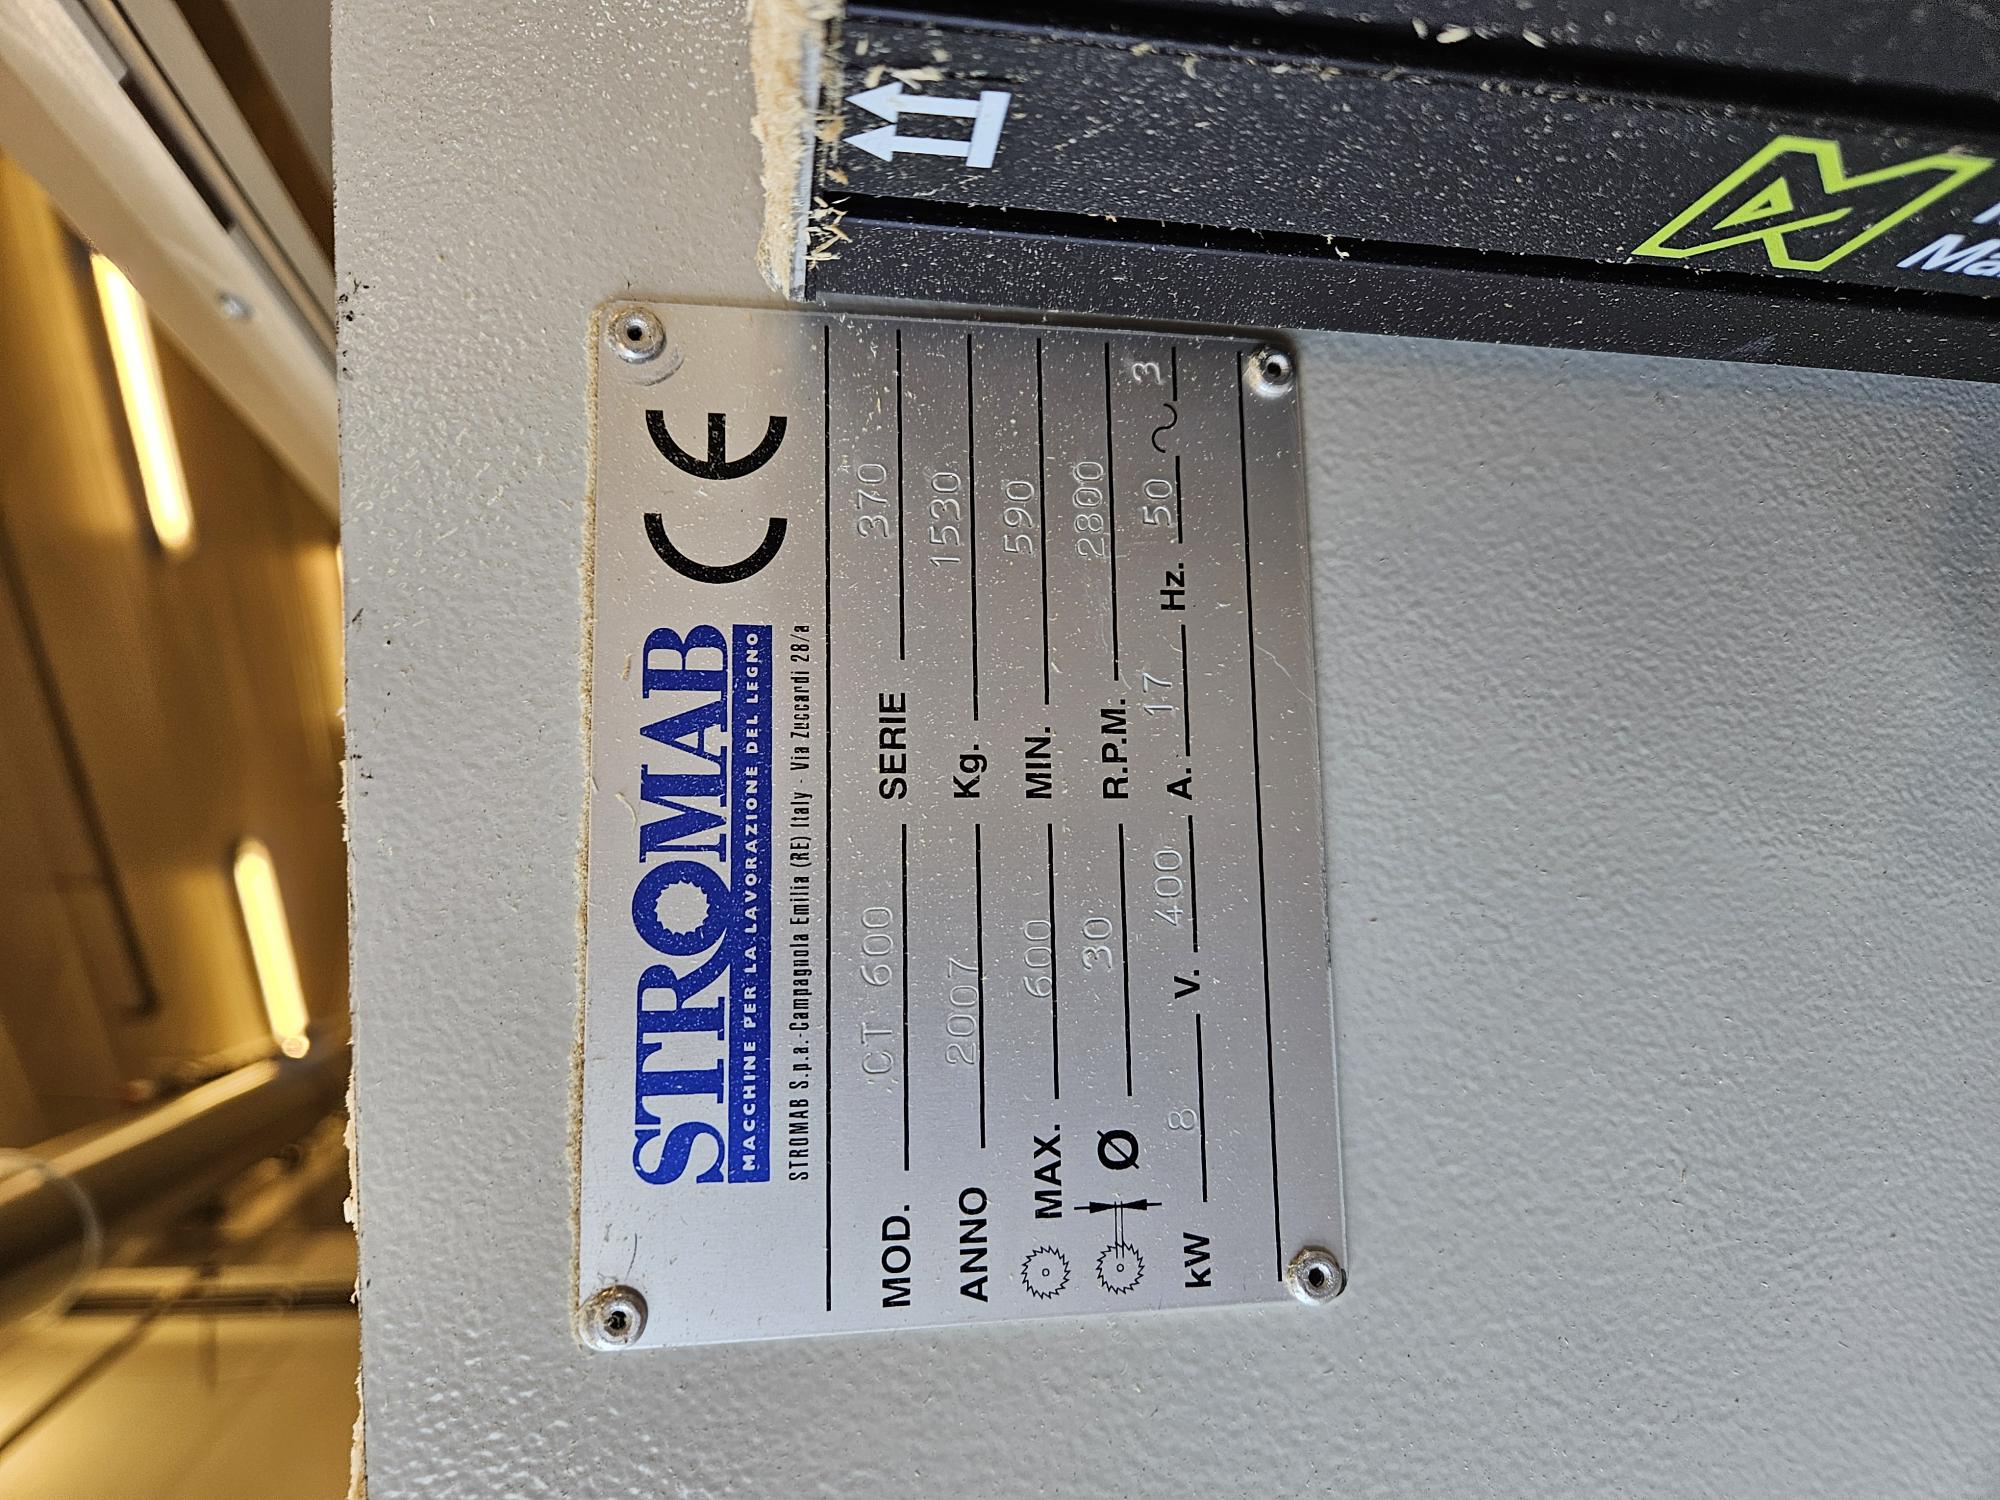 STROMAB CE
MACCHINE PER LA LAVORAZIONE DEL LEGNO
STROMAB S.p.a. - Campagnola Emilia (RE) Italy - Via Zuccardi 28/a
MOD. CT 600 SERIE 370
ANNO 2007 Kg. 1530
MAX. 600 MIN. 590
Ø 30 R.P.M. 2800
kW 8 V. 400 A. 17 Hz. 50 ~ 3